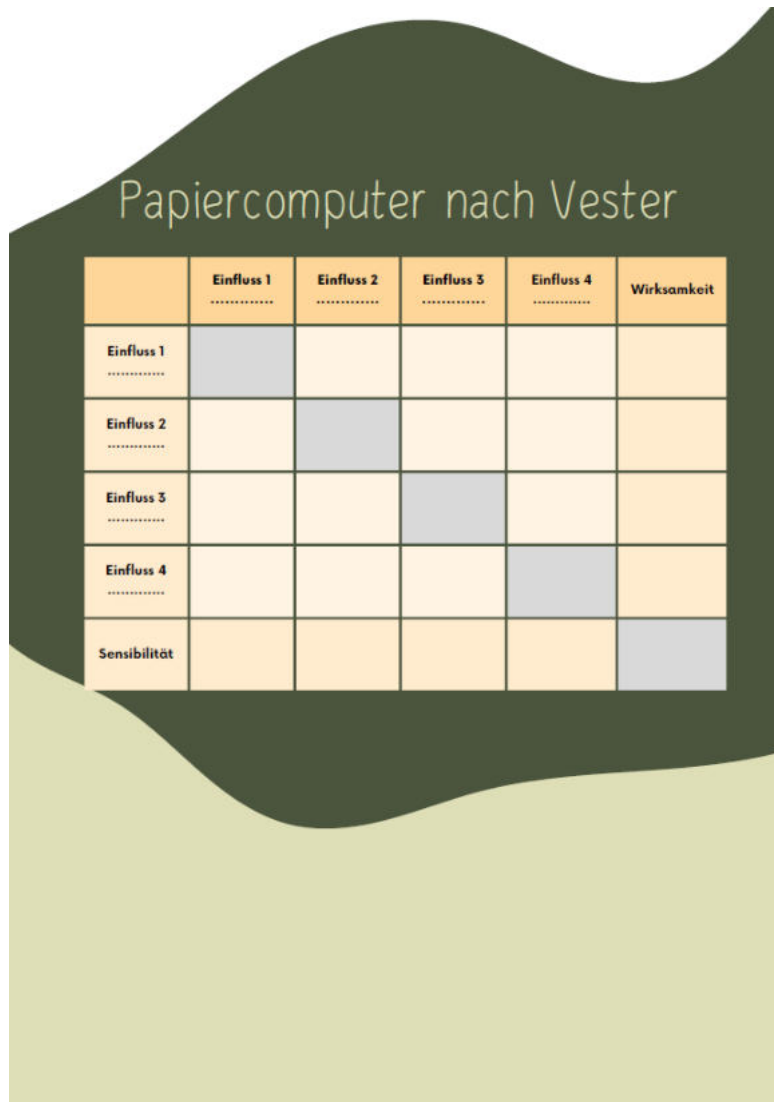 Papiercomputer nach Vester
Einfluss 1 Einfluss 2 Einfluss 3 Einfluss 4 Wirksamkeit
............. ............. ............. .............
Einfluss 1
.............
Einfluss 2
.............
Einfluss 3
.............
Einfluss 4
.............
Sensibilität